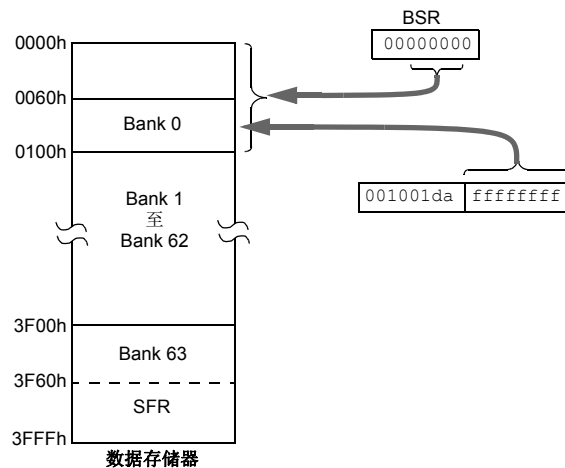 BSR
00000000
0000h
0060h
Bank 0
0100h
001001da ffffffff
Bank 1
至
Bank 62
3F00h
Bank 63
3F60h
SFR
3FFFh
数据存储器